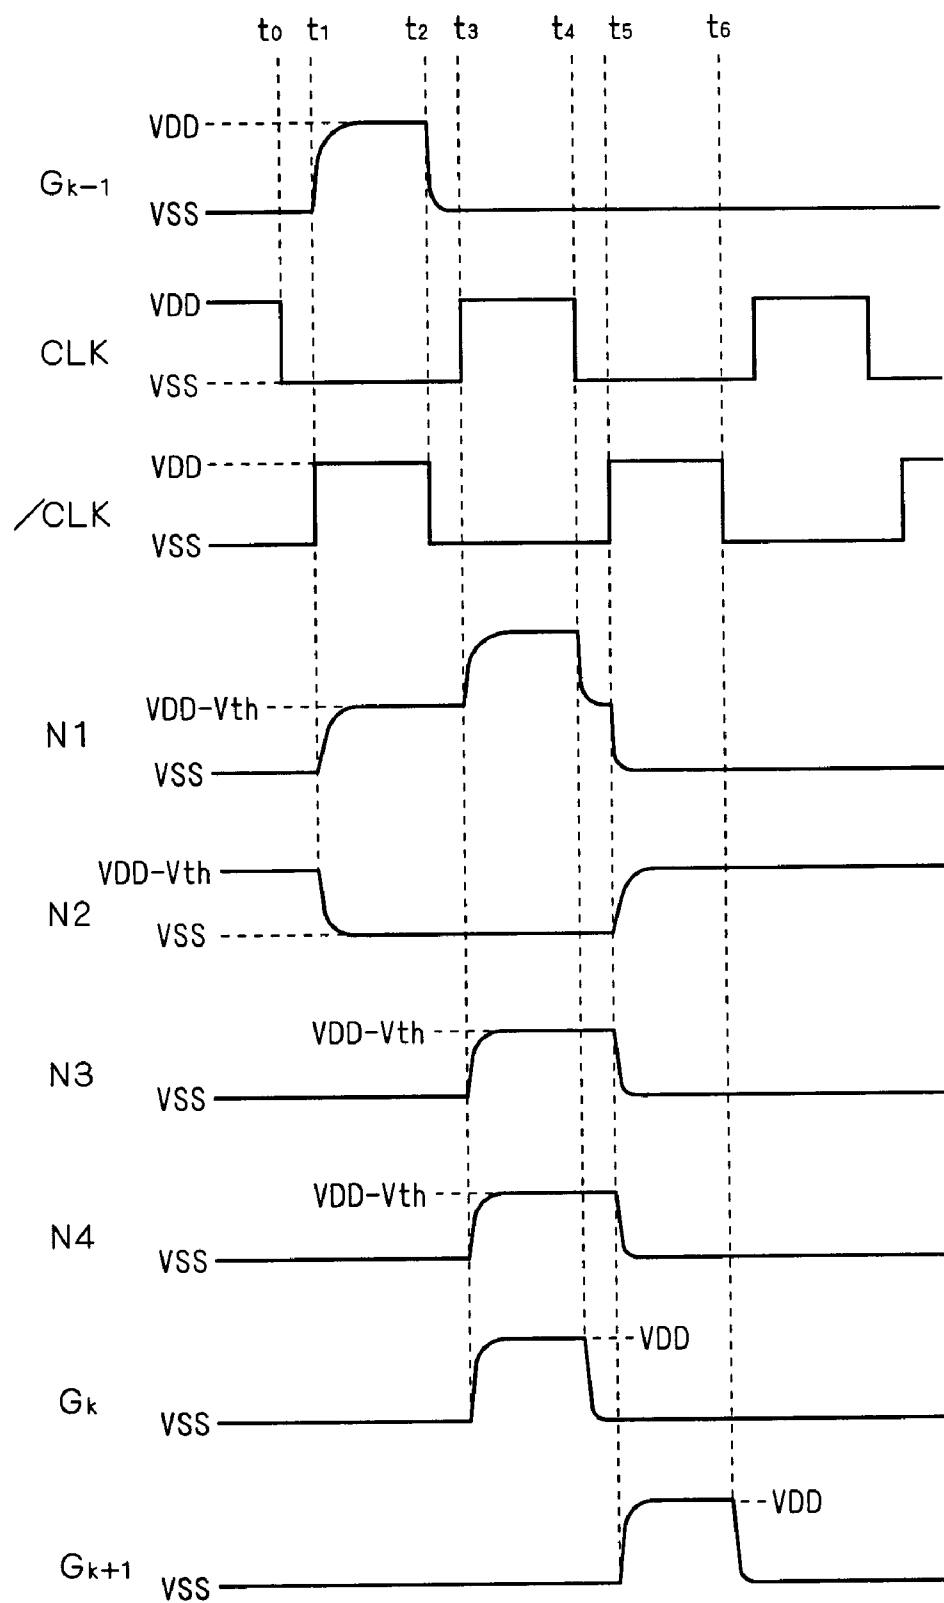 t0 t1 t2 t3 t4 t5 t6
VDD
Gk-1
VSS
VDD
CLK
VSS
VDD
/CLK
VSS
VDD-Vth
N1
VSS
VDD-Vth
N2
VSS
VDD-Vth
N3
VSS
VDD-Vth
N4
VSS
VDD
Gk
VSS
VDD
Gk+1
VSS